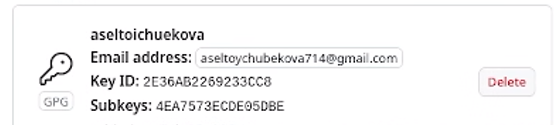 aseltoichuekova
Email address: aseltoychubekova714@gmail.com
Key ID: 2E36AB2269233CC8
GPG
Subkeys: 4EA7573ECDE05DBE
Delete